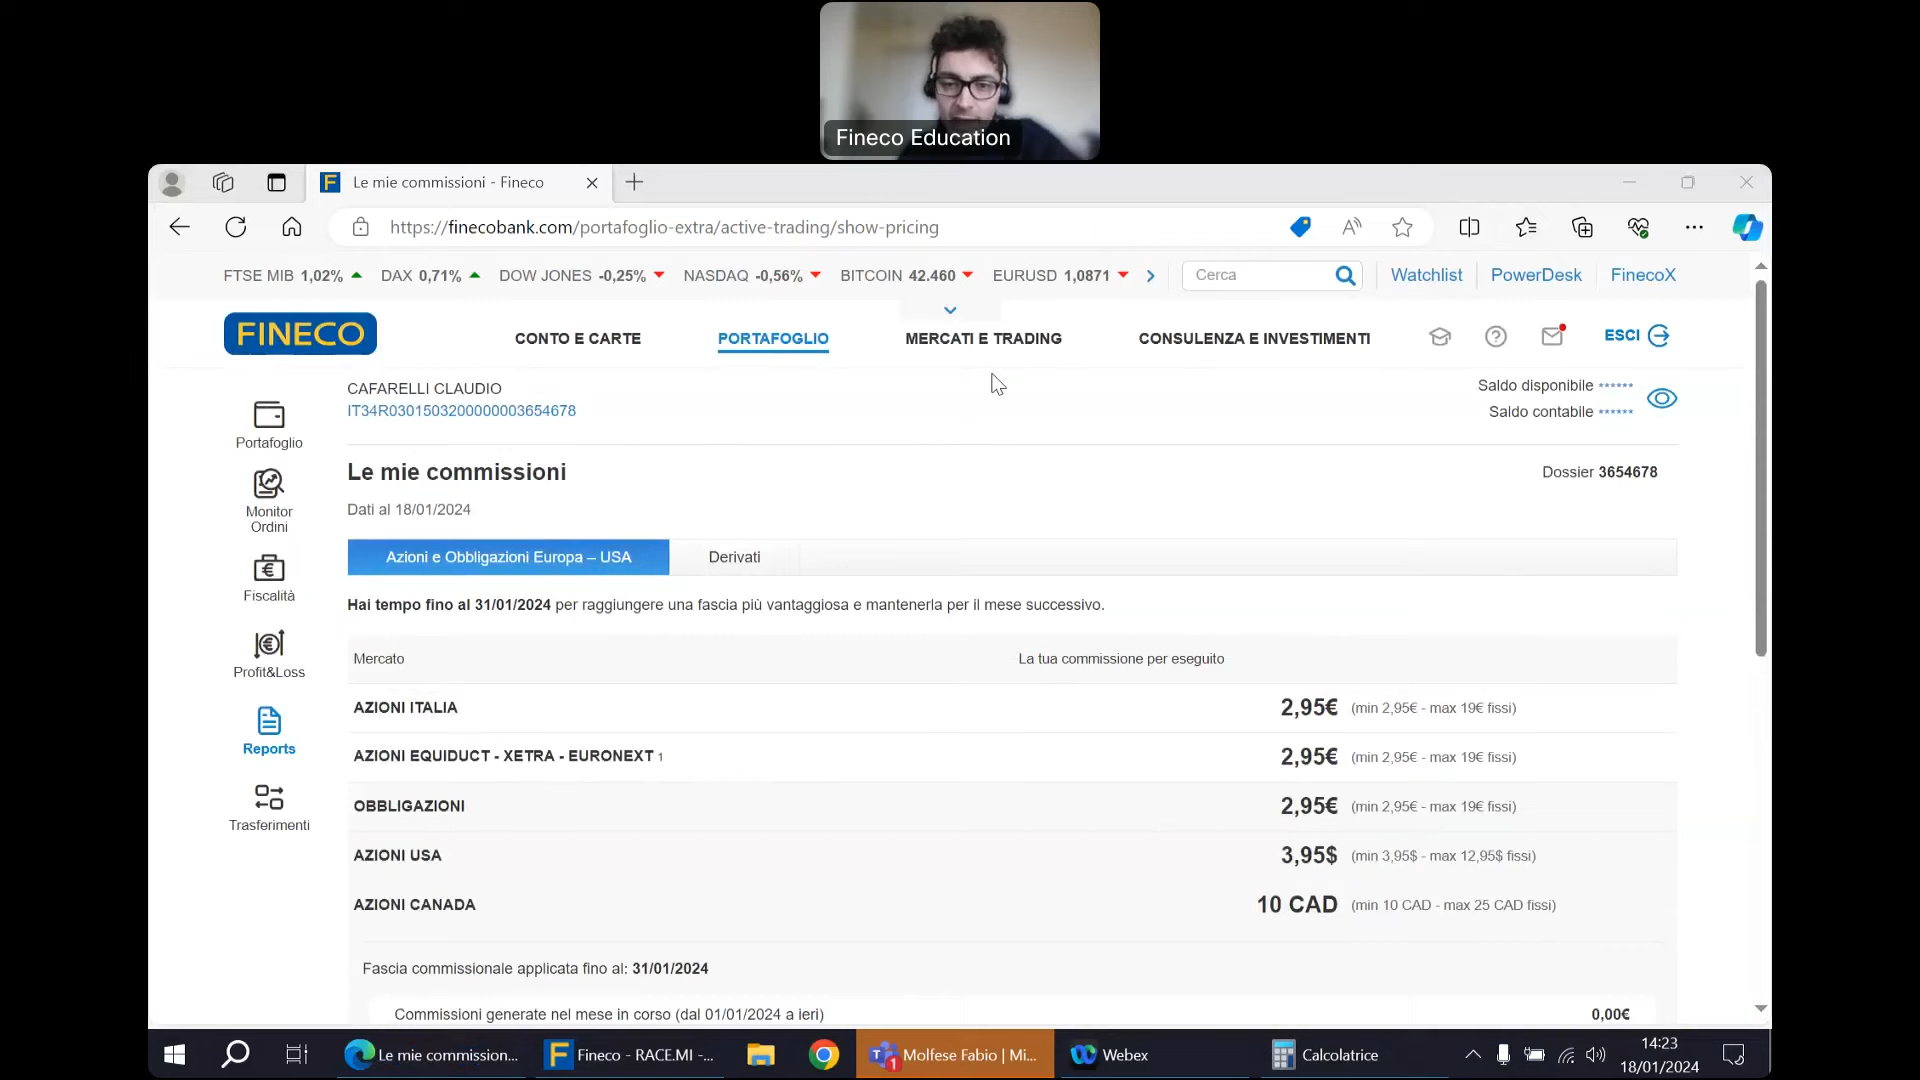 Fineco Education
Le mie commissioni - Fineco
https://finecobank.com/portafoglio-extra/active-trading/show-pricing
FTSE MIB 1,02% DAX 0,71% DOW JONES -0,25% NASDAQ -0,56% BITCOIN 42.460 EURUSD 1,0871 Cerca Watchlist PowerDesk FinecoX
FINECO CONTO E CARTE PORTAFOGLIO MERCATI E TRADING CONSULENZA E INVESTIMENTI ESCI
CAFARELLI CLAUDIO Saldo disponibile ******
IT34R0301503200000003654678 Saldo contabile ******
Portafoglio
Monitor
Ordini
Fiscalità
Profit&Loss
Reports
Trasferimenti
Le mie commissioni Dossier 3654678
Dati al 18/01/2024
Azioni e Obbligazioni Europa – USA Derivati
Hai tempo fino al 31/01/2024 per raggiungere una fascia più vantaggiosa e mantenerla per il mese successivo.
Mercato La tua commissione per eseguito
AZIONI ITALIA 2,95€ (min 2,95€ - max 19€ fissi)
AZIONI EQUIDUCT - XETRA - EURONEXT 1 2,95€ (min 2,95€ - max 19€ fissi)
OBBLIGAZIONI 2,95€ (min 2,95€ - max 19€ fissi)
AZIONI USA 3,95$ (min 3,95$ - max 12,95$ fissi)
AZIONI CANADA 10 CAD (min 10 CAD - max 25 CAD fissi)
Fascia commissionale applicata fino al: 31/01/2024
Commissioni generate nel mese in corso (dal 01/01/2024 a ieri) 0,00€
Le mie commission... Fineco - RACE.MI -... 1 Molfese Fabio | Mi... Webex Calcolatrice 14:23
18/01/2024